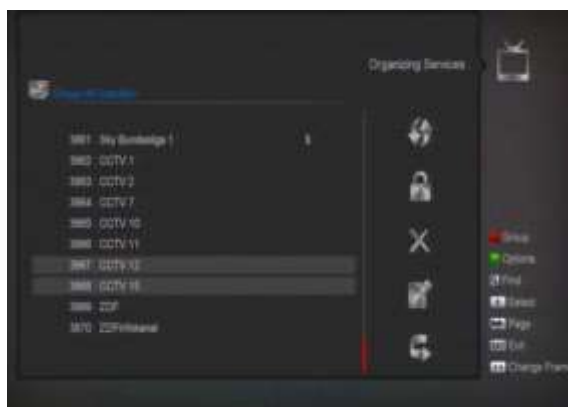 Organizing Services
3861 Sky Bundesliga 1 $
3862 CCTV 1
3863 CCTV 2
3864 CCTV 7
3865 CCTV 10
3866 CCTV 11
3867 CCTV 12
3868 CCTV 15
3869 ZDF
3870 ZDFinfokanal
Group
Options
Find
Select
Page
Exit
Change Frame